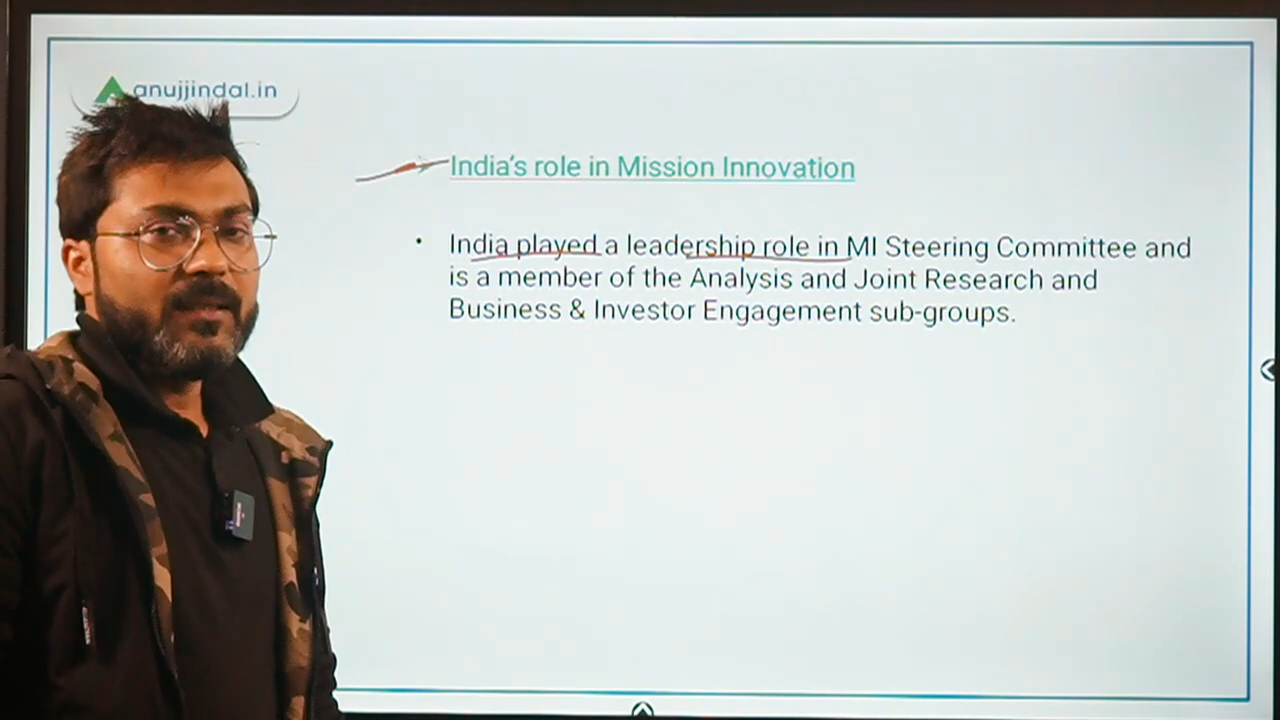 anujjindal.in
India's role in Mission Innovation
• India played a leadership role in MI Steering Committee and
is a member of the Analysis and Joint Research and
Business & Investor Engagement sub-groups.